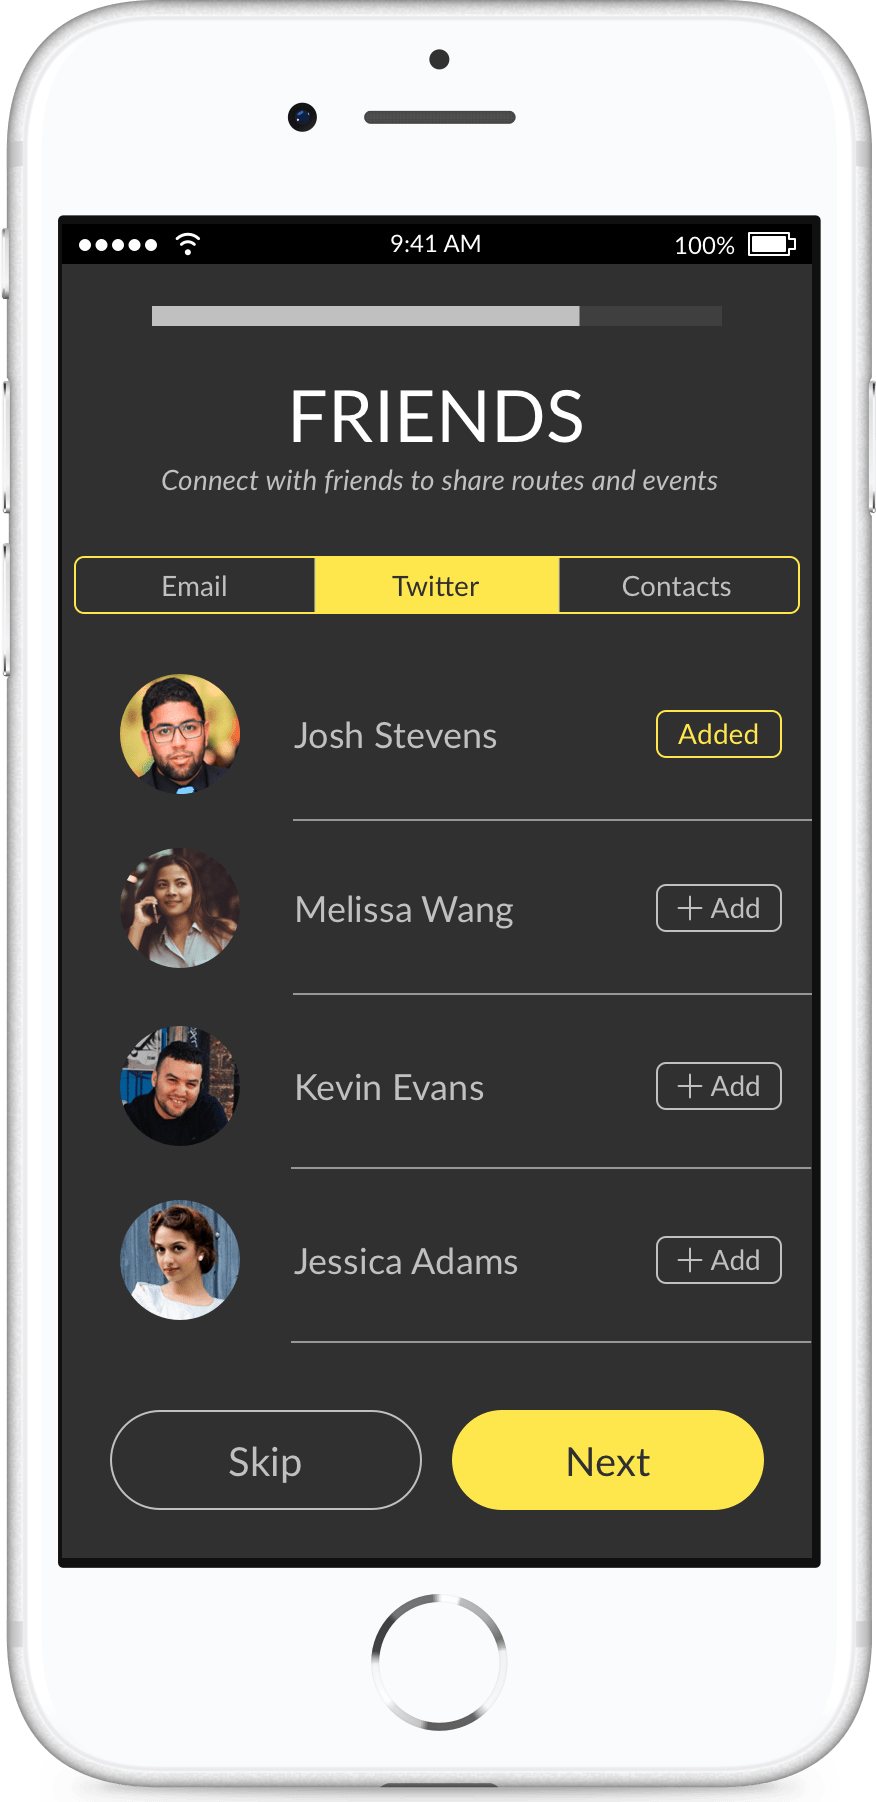 9:41 AM 100%
FRIENDS
Connect with friends to share routes and events
Email Twitter Contacts
Josh Stevens Added
Melissa Wang + Add
Kevin Evans + Add
Jessica Adams + Add
Skip Next